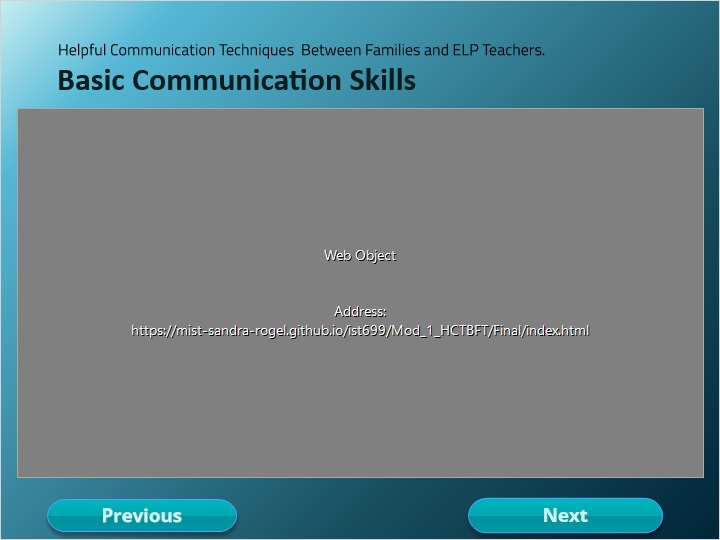 Helpful Communication Techniques  Between Families and ELP Teachers.
Basic Communication Skills
Web Object
Address:
https://mist-sandra-rogel.github.io/ist699/Mod_1_HCTBFT/Final/index.html
Previous
Next